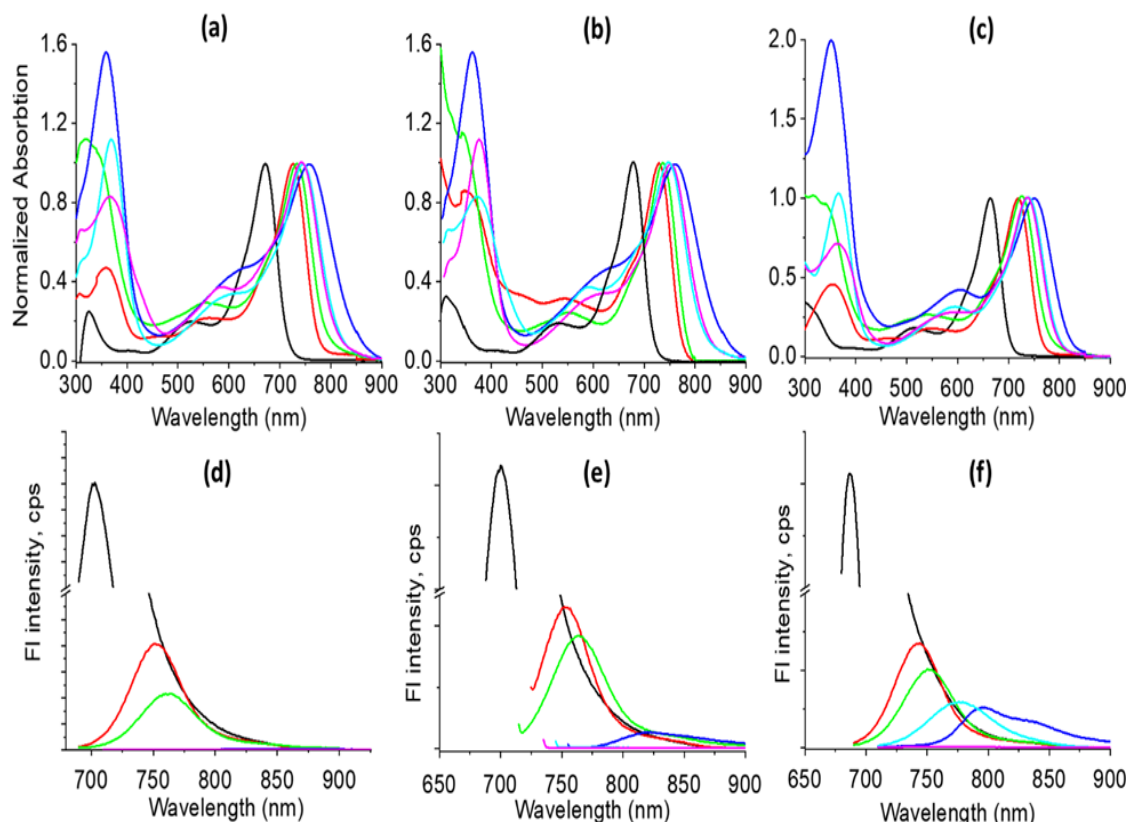 (a)
(b)
(c)
Normalized Absorbtion
1.6
1.2
0.8
0.4
0.0
300 400 500 600 700 800 900
Wavelength (nm)
1.6
1.2
0.8
0.4
0.0
300 400 500 600 700 800 900
Wavelength (nm)
2.0
1.5
1.0
0.5
0.0
400 500 600 700 800 900
Wavelength (nm)
(d)
(e)
(f)
FI intensity, cps
700 750 800 850 900
Wavelength (nm)
FI intensity, cps
650 700 750 800 850 900
Wavelength (nm)
FI intensity, cps
650 700 750 800 850 900
Wavelength (nm)